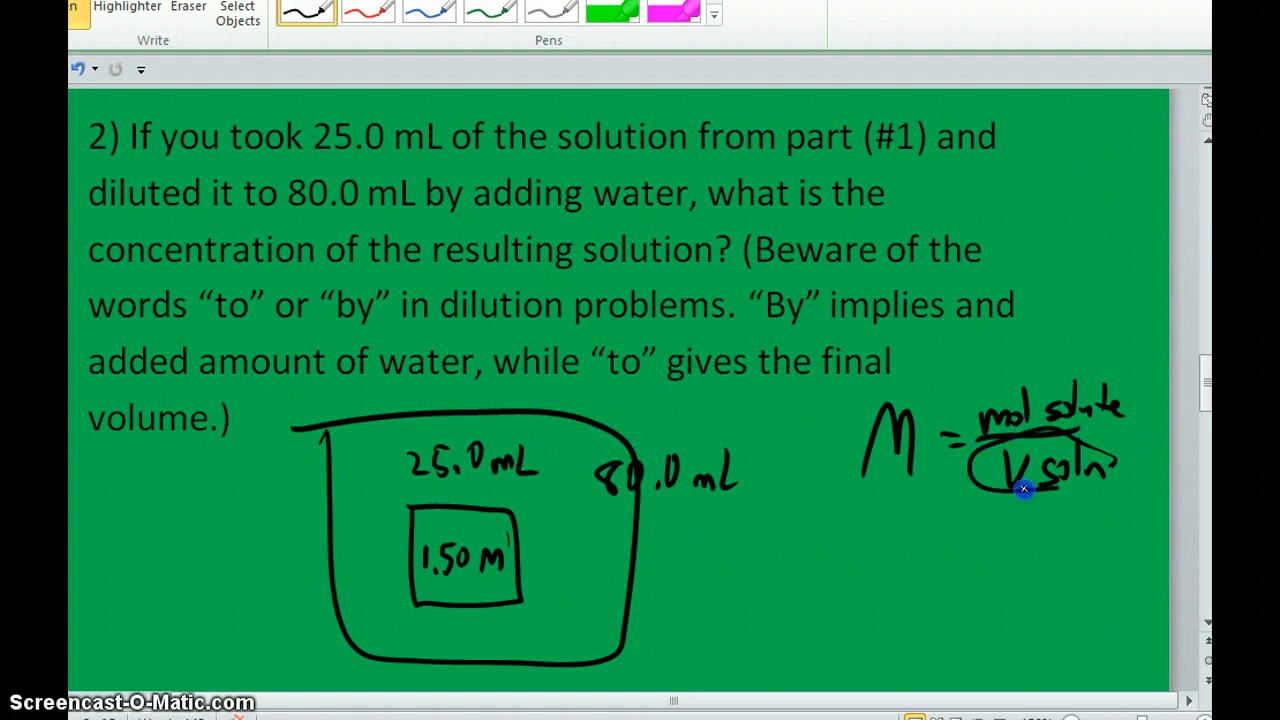 en Highlighter Eraser Select
Objects
Write
Pens
2) If you took 25.0 mL of the solution from part (#1) and
diluted it to 80.0 mL by adding water, what is the
concentration of the resulting solution? (Beware of the
words “to” or “by” in dilution problems. “By” implies and
added amount of water, while “to” gives the final
volume.)
25.0 mL
80.0 mL
1.50 M
M = mol solute
V soln
Screencast-O-Matic.com